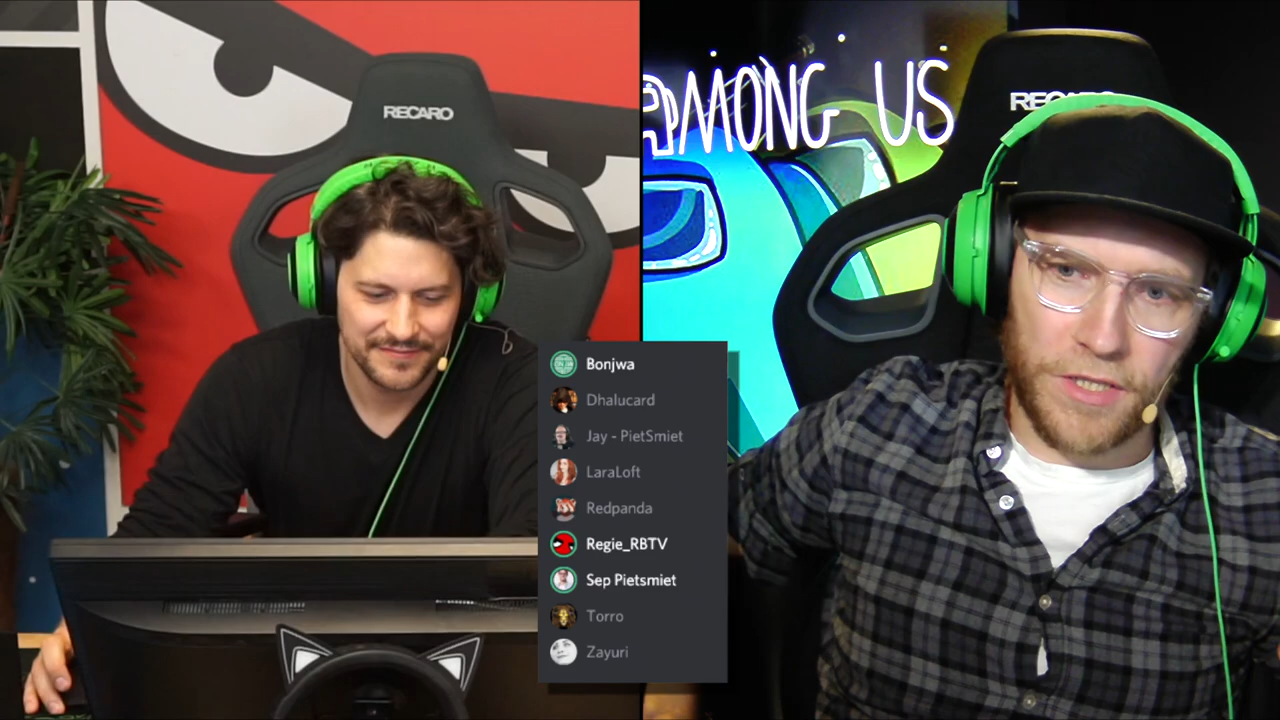 RECARO
AMONG US
RECARO
Bonjwa
Dhalucard
Jay - PietSmiet
LaraLoft
Redpanda
Regie_RBTV
Sep Pietsmiet
Torro
Zayuri